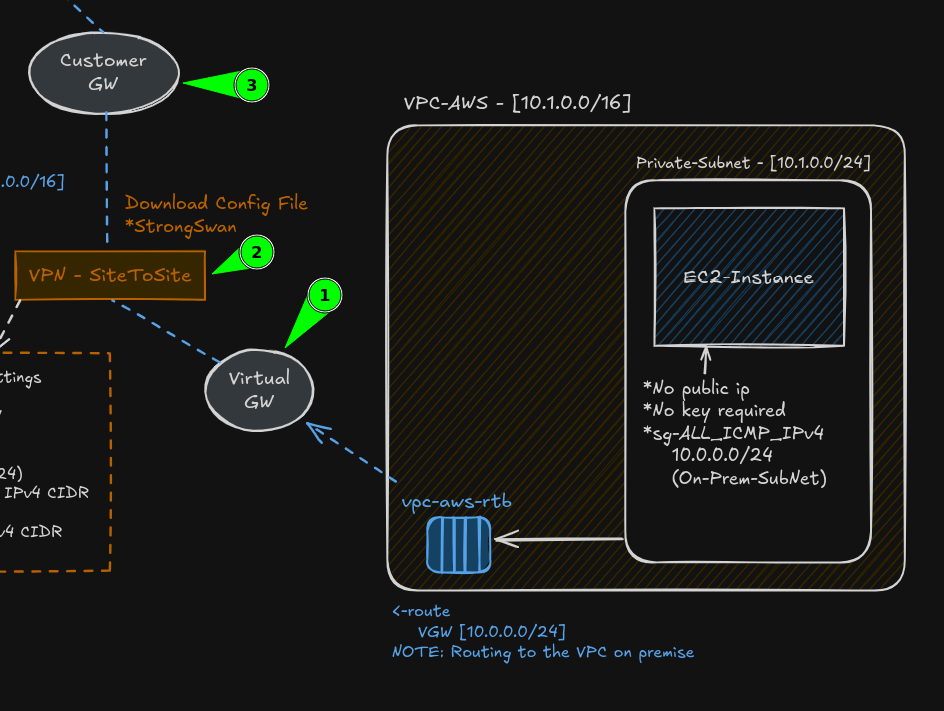 Customer
GW
3
VPC-AWS - [10.1.0.0/16]
Private-Subnet - [10.1.0.0/24]
.0.0/16]
Download Config File
*StrongSwan
2
VPN - SiteToSite
1
EC2-Instance
Virtual
GW
ttings
24)
IPv4 CIDR
v4 CIDR
*No public ip
*No key required
*sg-ALL_ICMP_IPv4
10.0.0.0/24
(On-Prem-SubNet)
vpc-aws-rtb
<-route
VGW [10.0.0.0/24]
NOTE: Routing to the VPC on premise